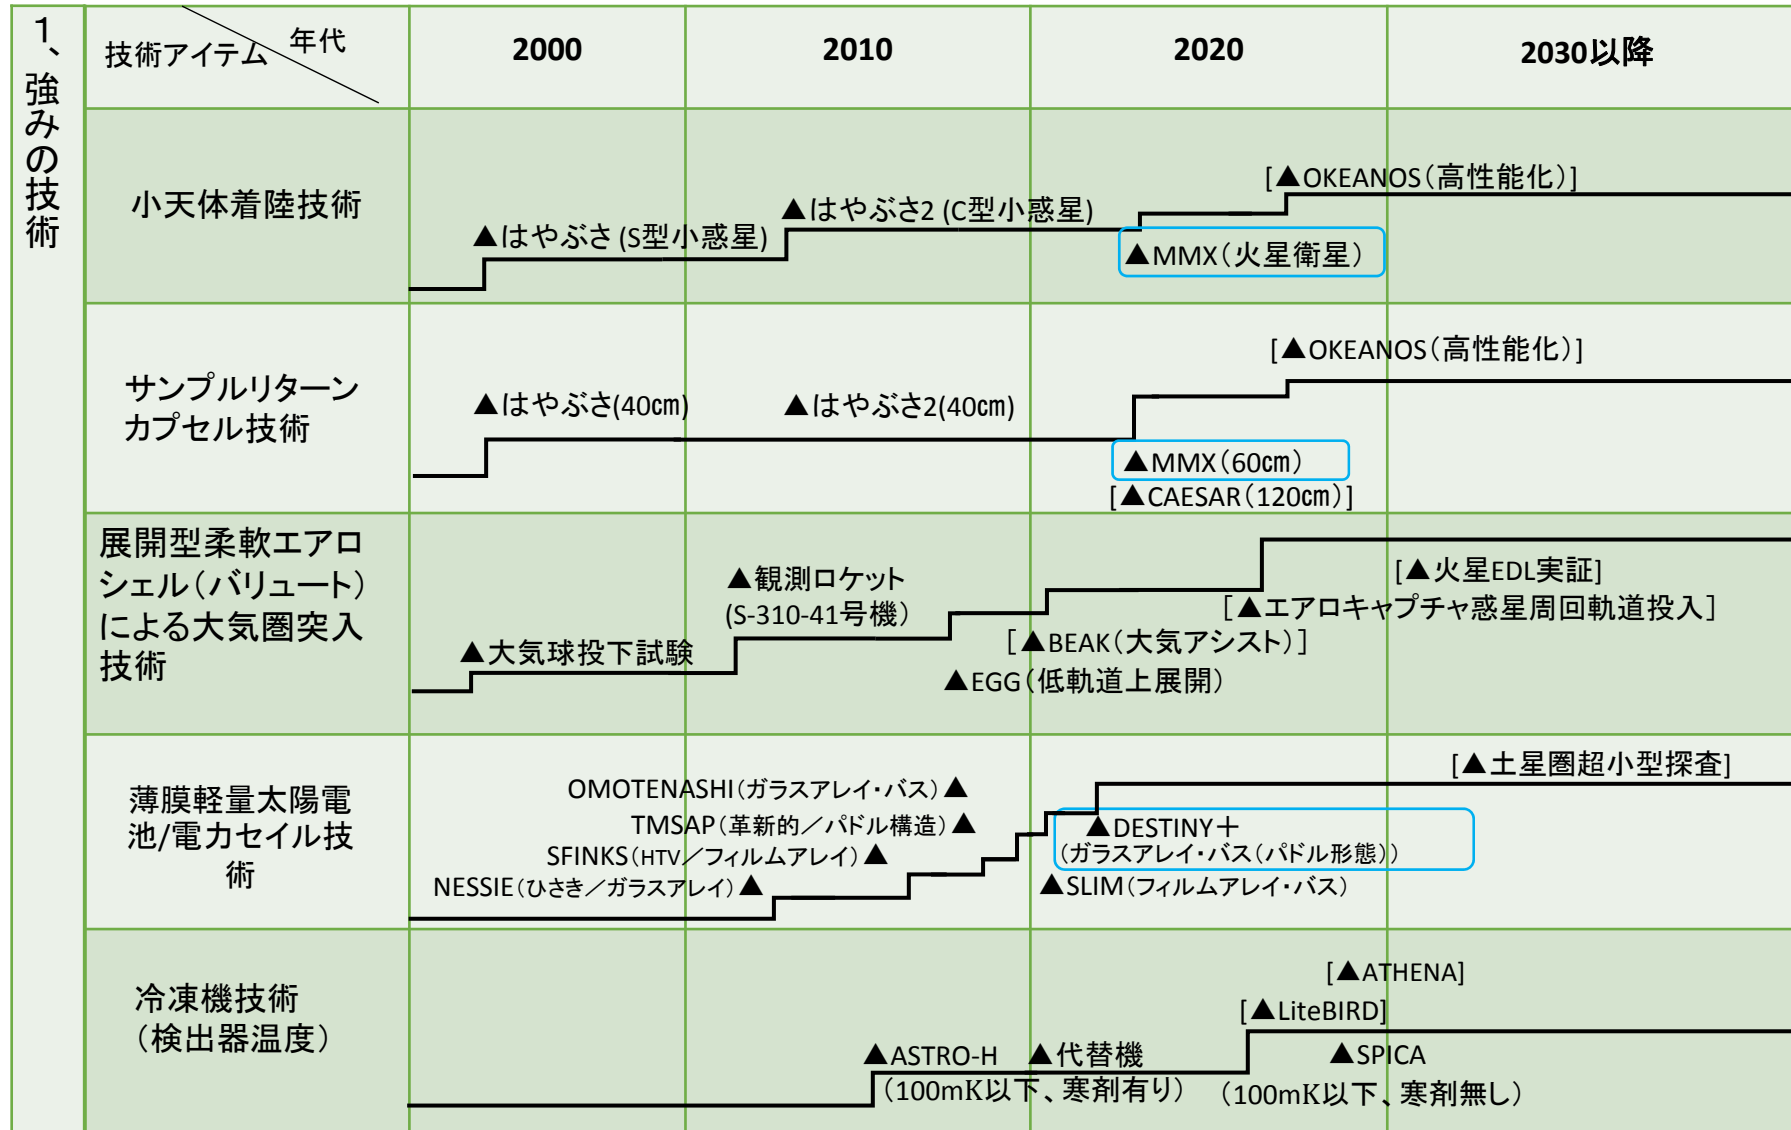 1、強みの技術
技術アイテム 年代
2000
2010
2020
2030以降
小天体着陸技術
▲はやぶさ (S型小惑星)
▲はやぶさ2 (C型小惑星)
▲MMX（火星衛星）
[▲OKEANOS（高性能化）]
サンプルリターン
カプセル技術
▲はやぶさ(40㎝)
▲はやぶさ2(40㎝)
▲MMX（60㎝）
[▲CAESAR（120㎝）]
[▲OKEANOS（高性能化）]
展開型柔軟エアロ
シェル（バリュート）
による大気圏突入
技術
▲大気球投下試験
▲観測ロケット
(S-310-41号機）
▲EGG（低軌道上展開）
[▲BEAK（大気アシスト）]
[▲火星EDL実証]
[▲エアロキャプチャ惑星周回軌道投入]
薄膜軽量太陽電
池/電力セイル技
術
OMOTENASHI（ガラスアレイ・バス）▲
TMSAP（革新的／パドル構造）▲
SFINKS（HTV／フィルムアレイ）▲
NESSIE（ひさき／ガラスアレイ）▲
▲DESTINY＋
（ガラスアレイ・バス（パドル形態））
▲SLIM（フィルムアレイ・バス）
[▲土星圏超小型探査]
冷凍機技術
（検出器温度）
▲ASTRO-H
▲代替機
（100mK以下、寒剤有り）
[▲ATHENA]
[▲LiteBIRD]
▲SPICA
（100mK以下、寒剤無し）